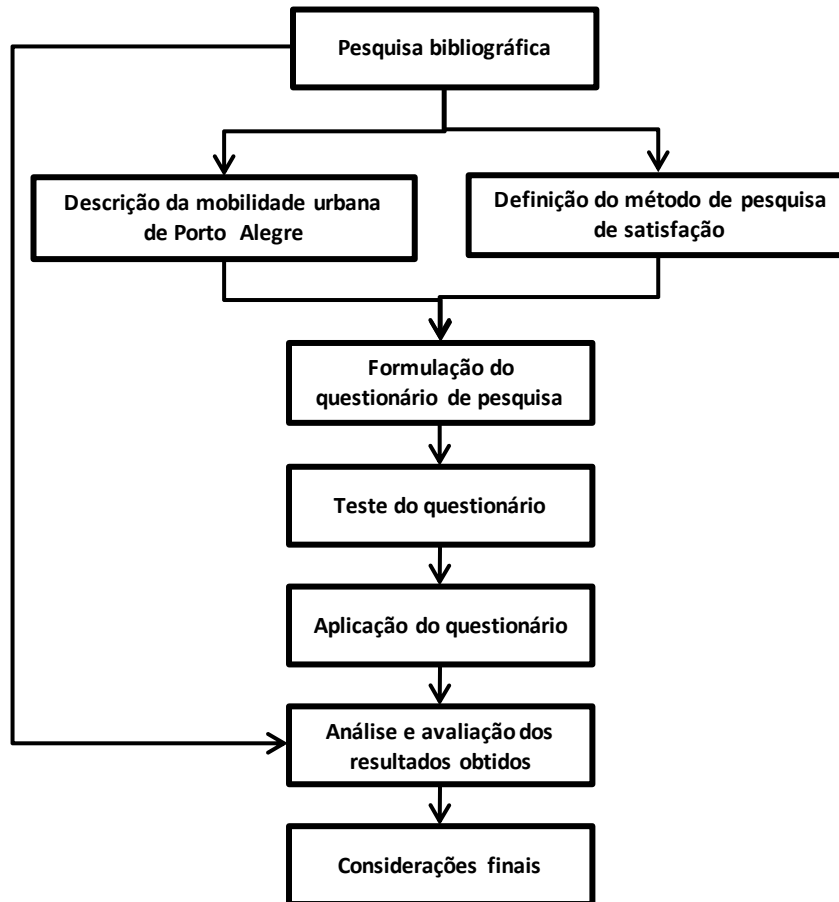 Pesquisa bibliográfica
Descrição da mobilidade urbana
de Porto Alegre
Definição do método de pesquisa
de satisfação
Formulação do
questionário de pesquisa
Teste do questionário
Aplicação do questionário
Análise e avaliação dos
resultados obtidos
Considerações finais